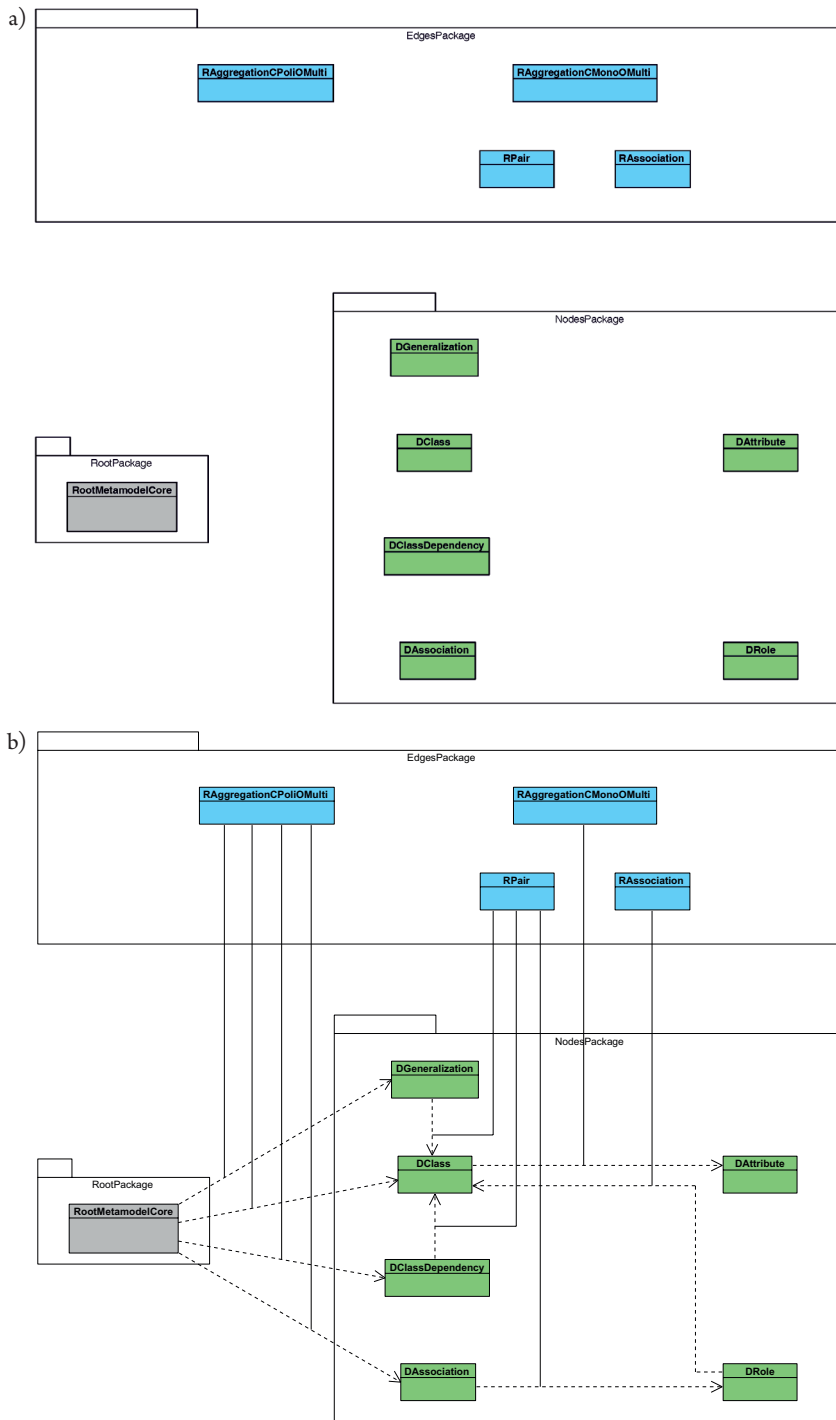 a)
EdgesPackage
RAggregationCPoliOMulti
RAggregationCMonoOMulti
RPair
RAssociation
NodesPackage
DGeneralization
DClass
DAttribute
RootPackage
RootMetamodelCore
DClassDependency
DAssociation
DRole
b)
EdgesPackage
RAggregationCPoliOMulti
RAggregationCMonoOMulti
RPair
RAssociation
NodesPackage
DGeneralization
DClass
DAttribute
RootPackage
RootMetamodelCore
DClassDependency
DAssociation
DRole